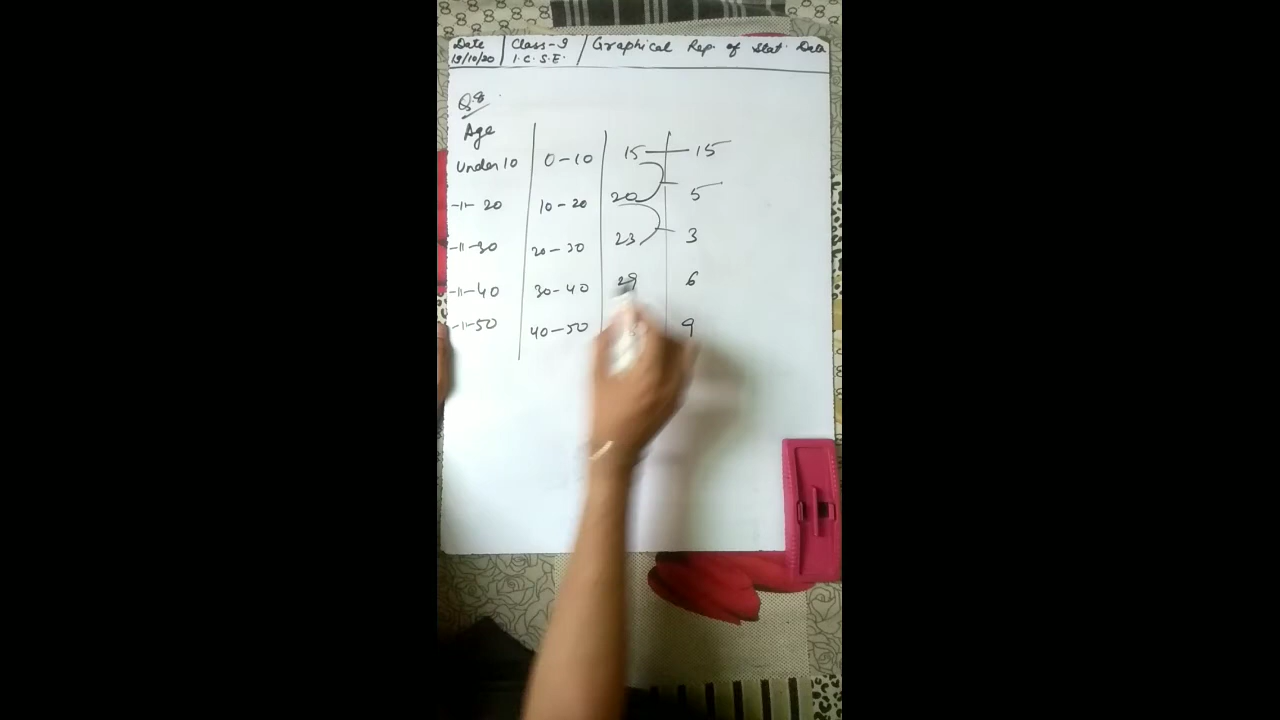 Date Class-9 Graphical Rep. of Stat. Data
19/10/20 I.C.S.E.
Q8
Age
Under 10 0-10 15 15
-11- 20 10-20 20 5
-11-30 20-30 23 3
-11-40 30-40 29 6
-11-50 40-50 9